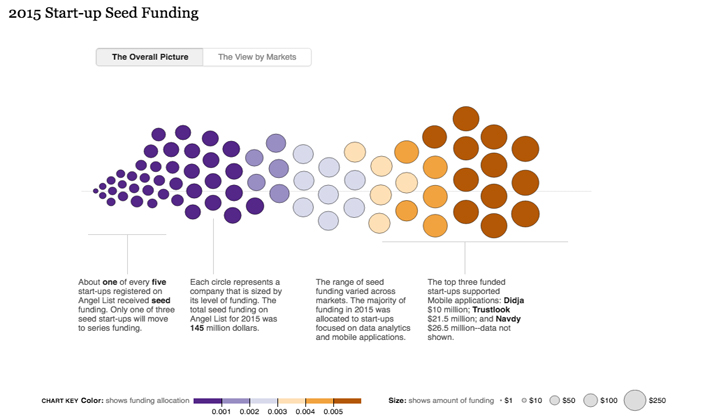 2015 Start-up Seed Funding
The Overall Picture
The View by Markets
About one of every five
start-ups registered on
Angel List received seed
funding. Only one of three
seed start-ups will move
to series funding.
Each circle represents a
company that is sized by
its level of funding. The
total seed funding on
Angel List for 2015 was
145 million dollars.
The range of seed
funding varied across
markets. The majority of
funding in 2015 was
allocated to start-ups
focused on data analytics
and mobile applications.
The top three funded
start-ups supported
Mobile applications: Didja
$10 million; Trustlook
$21.5 million; and Navdy
$26.5 million--data not
shown.
CHART KEY Color: shows funding allocation
0.001 0.002 0.003 0.004 0.005
Size: shows amount of funding $1 $10 $50 $100 $250